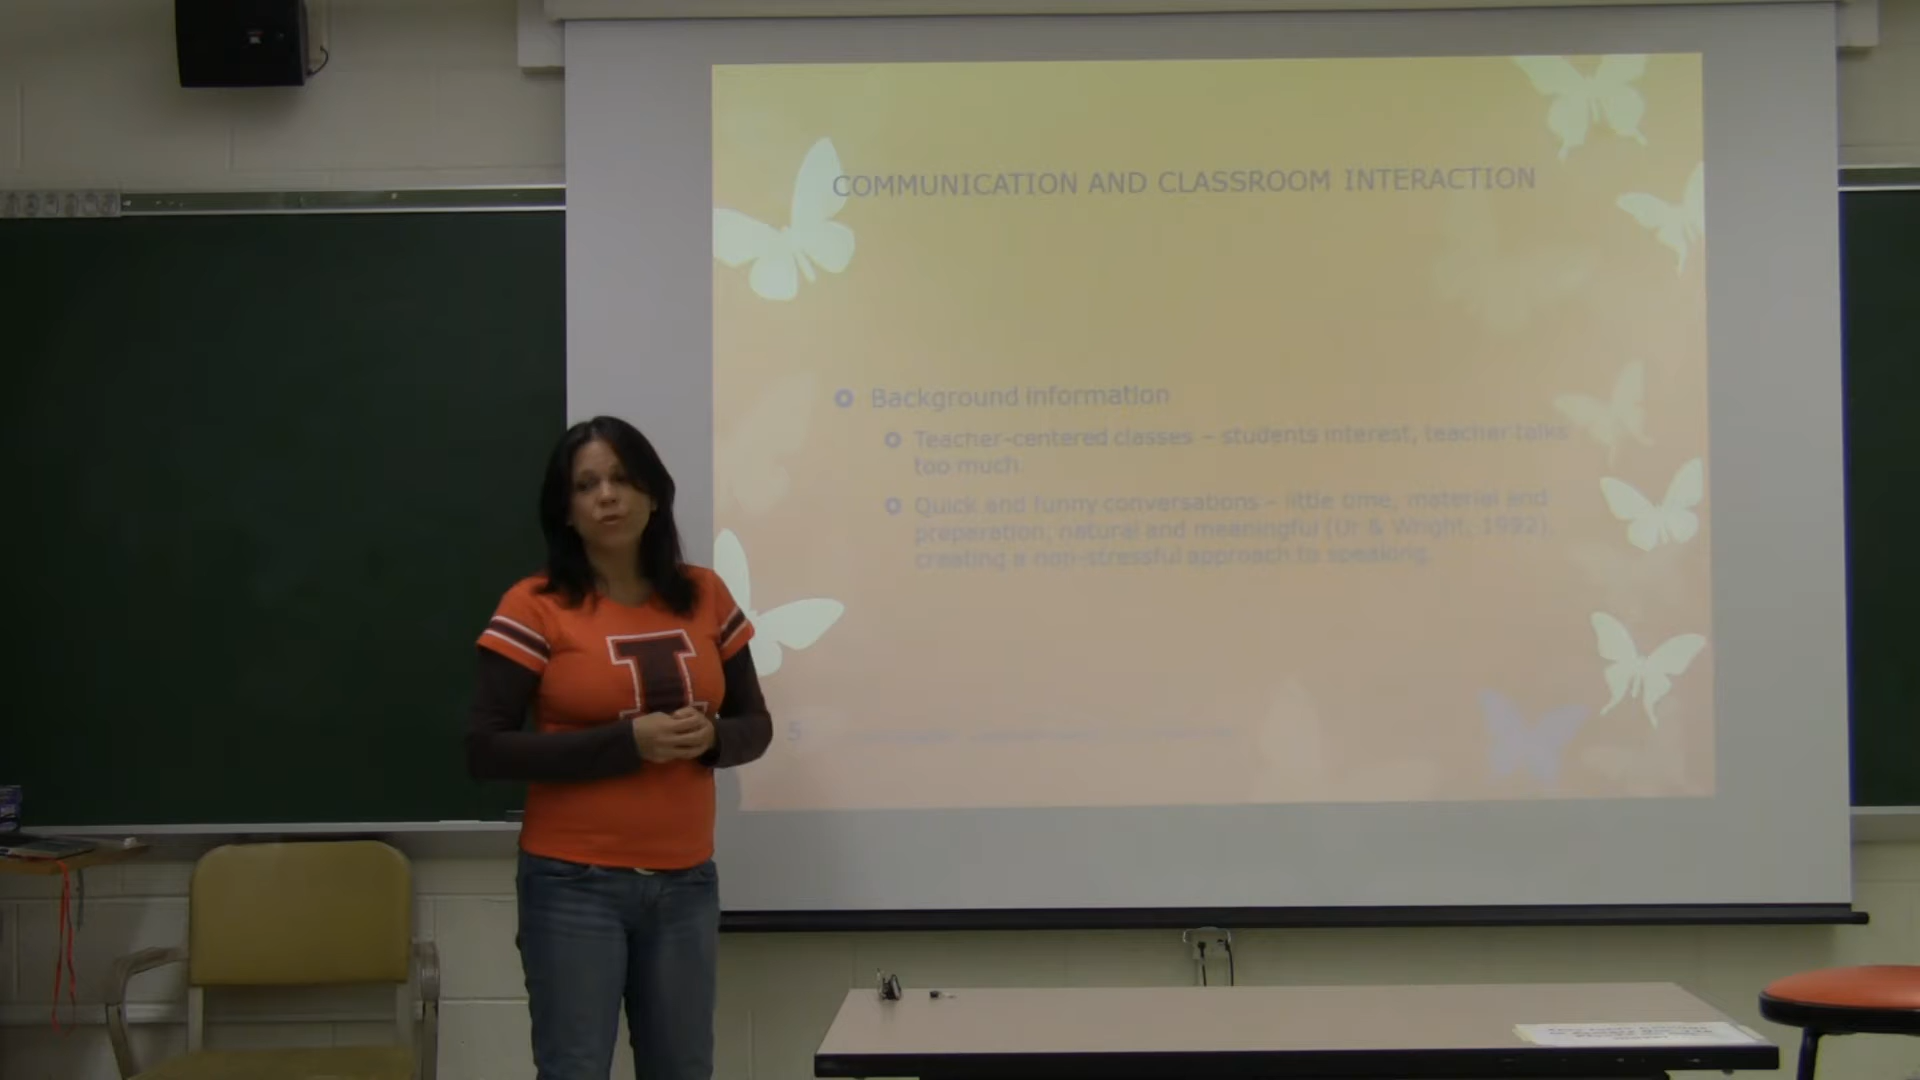 COMMUNICATION AND CLASSROOM INTERACTION
Background information
Teacher-centered classes – students interest, teacher talks
too much.
Quick and funny conversations – little time, material and
preparation, natural and meaningful (Ur & Wright, 1992),
creating a non-stressful approach to speaking.
I
5